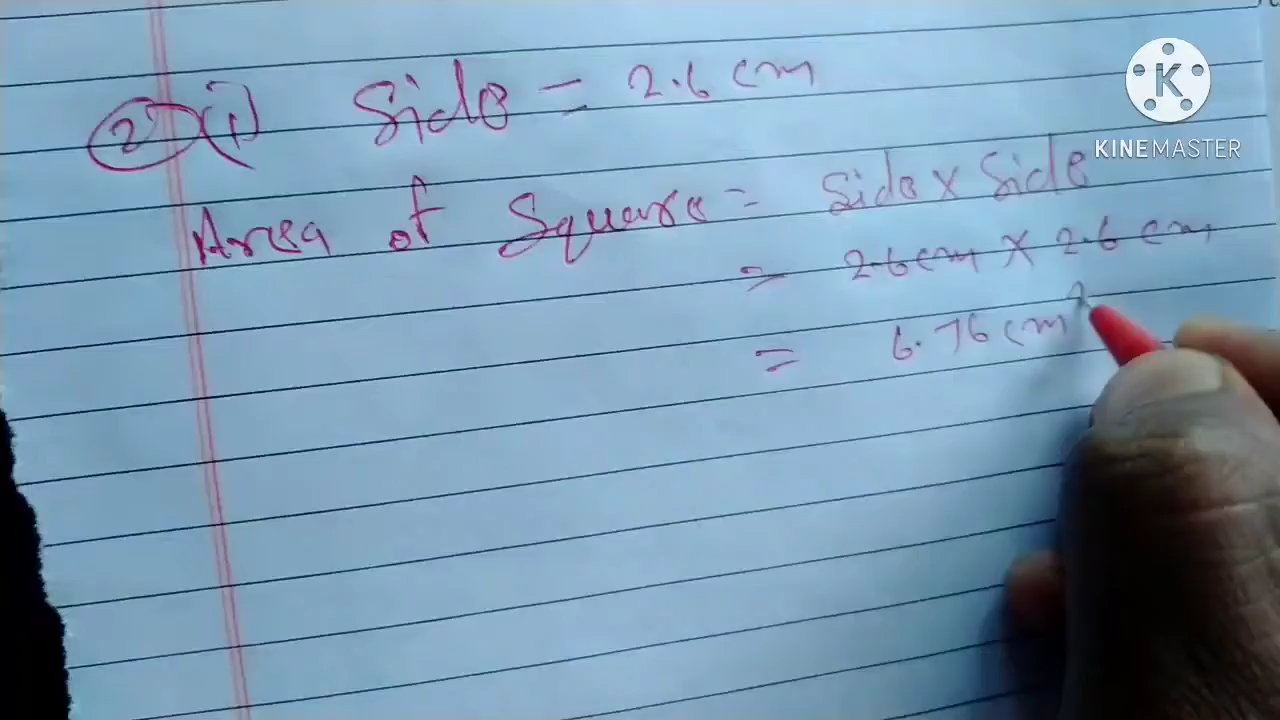 2 (i) Side = 2.6 cm
KINEMASTER
Area of Square = Side x Side
= 2.6 cm x 2.6 cm
= 6.76 cm²